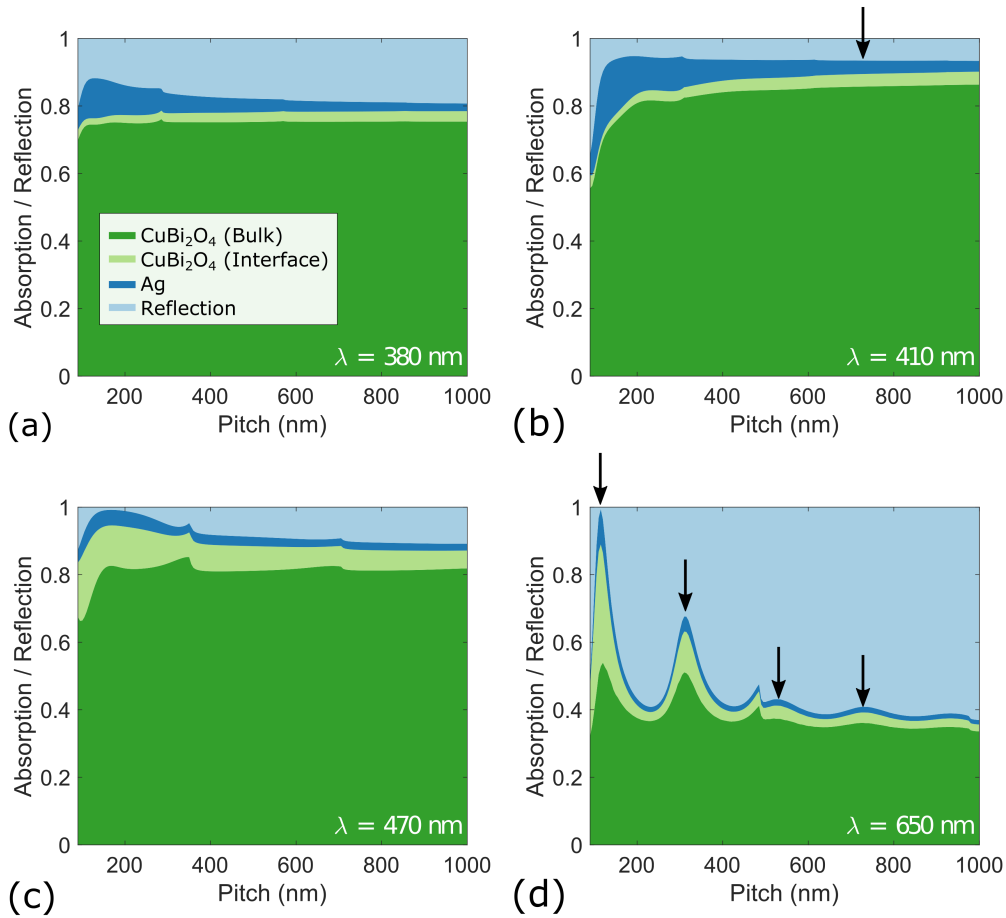 1
0.8
0.6
0.4
0.2
0
Absorption / Reflection
CuBi₂O₄ (Bulk)
CuBi₂O₄ (Interface)
Ag
Reflection
λ = 380 nm
200 400 600 800 1000
Pitch (nm)
(a)
1
0.8
0.6
0.4
0.2
0
Absorption / Reflection
λ = 410 nm
200 400 600 800 1000
Pitch (nm)
(b)
1
0.8
0.6
0.4
0.2
0
Absorption / Reflection
λ = 470 nm
200 400 600 800 1000
Pitch (nm)
(c)
1
0.8
0.6
0.4
0.2
0
Absorption / Reflection
λ = 650 nm
200 400 600 800 1000
Pitch (nm)
(d)